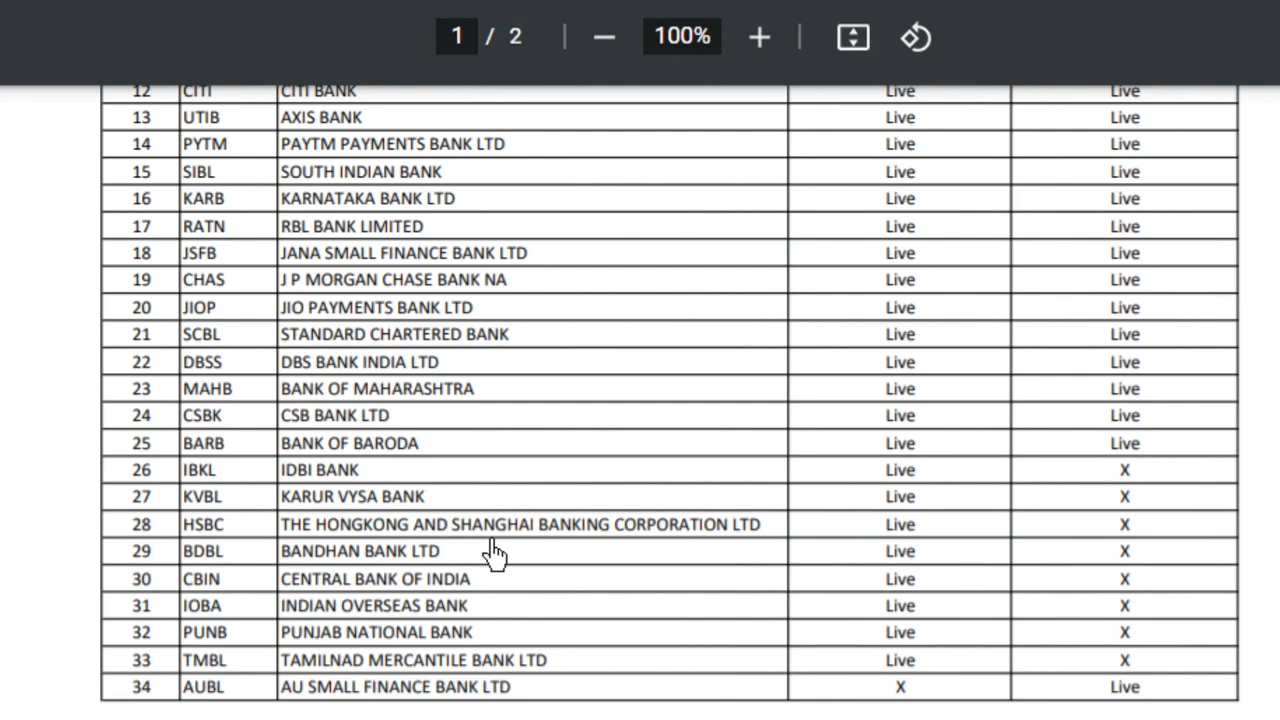 1 / 2 100%
12 CITI CITI BANK Live Live
13 UTIB AXIS BANK Live Live
14 PYTM PAYTM PAYMENTS BANK LTD Live Live
15 SIBL SOUTH INDIAN BANK Live Live
16 KARB KARNATAKA BANK LTD Live Live
17 RATN RBL BANK LIMITED Live Live
18 JSFB JANA SMALL FINANCE BANK LTD Live Live
19 CHAS J P MORGAN CHASE BANK NA Live Live
20 JIOP JIO PAYMENTS BANK LTD Live Live
21 SCBL STANDARD CHARTERED BANK Live Live
22 DBSS DBS BANK INDIA LTD Live Live
23 MAHB BANK OF MAHARASHTRA Live Live
24 CSBK CSB BANK LTD Live Live
25 BARB BANK OF BARODA Live Live
26 IBKL IDBI BANK Live X
27 KVBL KARUR VYSA BANK Live X
28 HSBC THE HONGKONG AND SHANGHAI BANKING CORPORATION LTD Live X
29 BDBL BANDHAN BANK LTD Live X
30 CBIN CENTRAL BANK OF INDIA Live X
31 IOBA INDIAN OVERSEAS BANK Live X
32 PUNB PUNJAB NATIONAL BANK Live X
33 TMBL TAMILNAD MERCANTILE BANK LTD Live X
34 AUBL AU SMALL FINANCE BANK LTD X Live